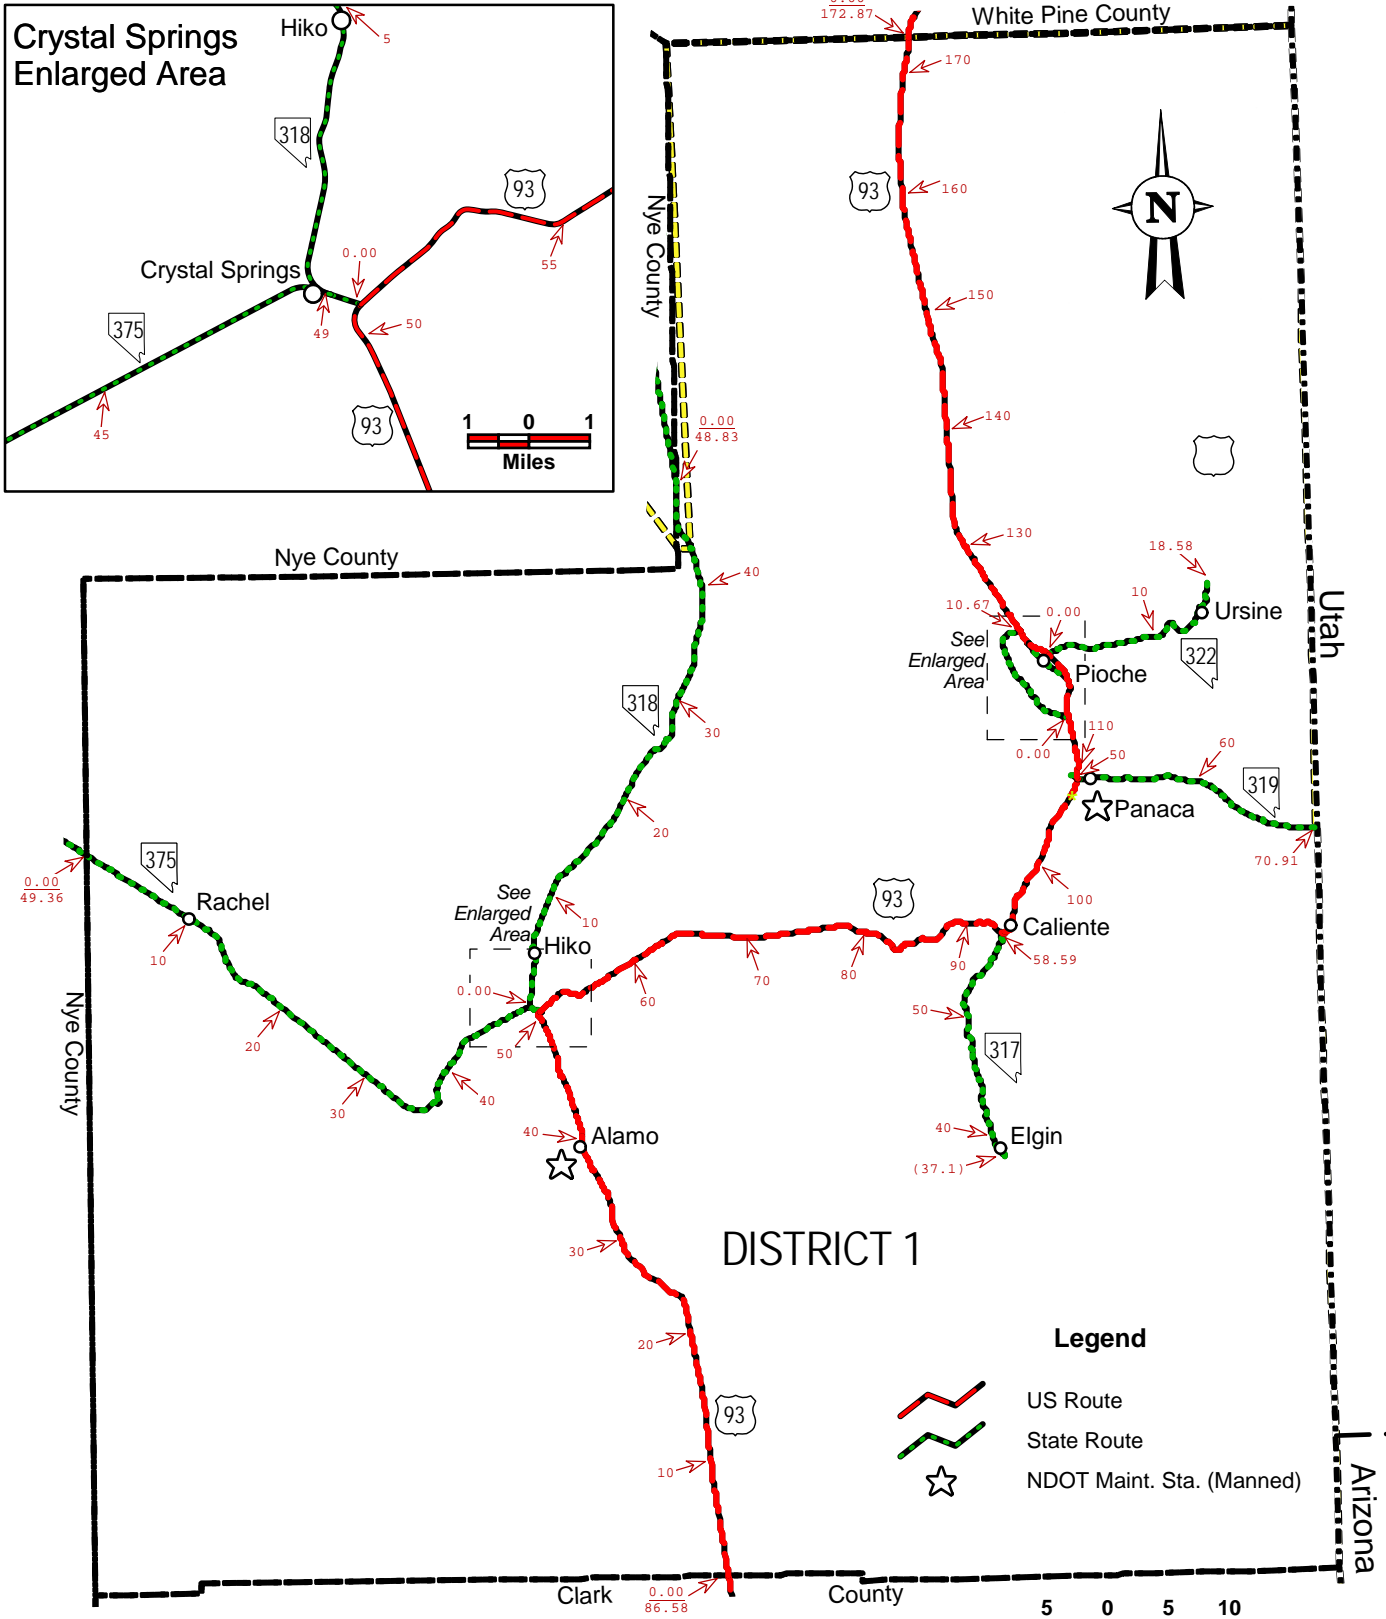 Crystal Springs
Enlarged Area
Hiko
5
318
93
55
0.00
Crystal Springs
49
50
375
45
93
1 0 1
Miles
0.00
172.87
White Pine County
170
93
160
Nye County
N
150
140
0.00
48.83
130
Nye County
40
18.58
10
Ursine
Utah
10.67
0.00
See
Enlarged
Area
322
Pioche
318
30
0.00
110
50
60
319
20
Panaca
70.91
375
0.00
49.36
Rachel
10
See
Enlarged
Area
10
Hiko
93
100
Caliente
58.59
60
70
80
90
0.00
50
50
Nye County
20
30
40
317
40
Alamo
40
Elgin
(37.1)
30
DISTRICT 1
20
Legend
US Route
State Route
NDOT Maint. Sta. (Manned)
93
10
Arizona
Clark County
0.00
86.58
5 0 5 10